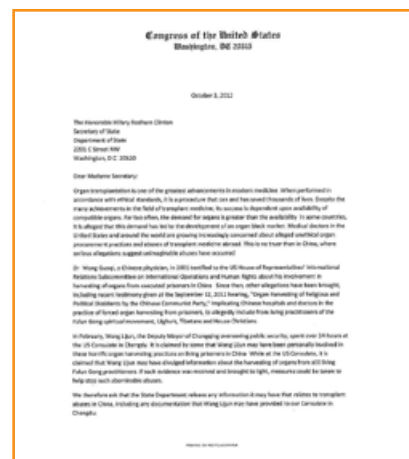 Congress of the United States
Washington, DC 20515
October 3, 2012
The Honorable Hillary Rodham Clinton
Secretary of State
Department of State
2201 C Street NW
Washington, D.C. 20520
Dear Madame Secretary:
Organ transplantation is one of the greatest advancements in modern medicine. When performed in
accordance with ethical standards, it is a procedure that can and has saved thousands of lives. Despite the
many achievements in the field of transplant medicine, its success is dependent upon availability of
compatible organs. Far too often, the demand for organs is greater than the availability. In some countries,
it is alleged that this demand has led to the development of an organ black market. Medical doctors in the
United States and around the world are growing increasingly concerned about alleged unethical organ
procurement practices and abuses of transplant medicine abroad. This is no truer than in China, where
serious allegations suggest unimaginable abuses have occurred.
Dr. Wang Guoqi, a Chinese physician, in 2001 testified to the US House of Representatives' International
Relations Subcommittee on International Operations and Human Rights about his involvement in
harvesting of organs from executed prisoners in China. Since then, other allegations have been brought,
including recent testimony given at the September 12, 2012 hearing, "Organ Harvesting of Religious and
Political Dissidents by the Chinese Communist Party," implicating Chinese hospitals and doctors in the
practice of forced organ harvesting from prisoners, to allegedly include from living practitioners of the
Falun Gong spiritual movement, Uighurs, Tibetans and House Christians.
In February, Wang Lijun, the Deputy Mayor of Chongqing overseeing public security, spent over 24 hours at
the US Consulate in Chengdu. It is claimed by some that Wang Lijun may have been personally involved in
these horrific organ harvesting practices on living prisoners in China. While at the US Consulate, it is
claimed that Wang Lijun may have divulged information about the harvesting of organs from still living
Falun Gong practitioners. If such evidence was received and brought to light, measures could be taken to
help stop such abominable abuses.
We therefore ask that the State Department release any information it may have that relates to transplant
abuses in China, including any documentation that Wang Lijun may have provided to our Consulate in
Chengdu.
PRINTED ON RECYCLED PAPER